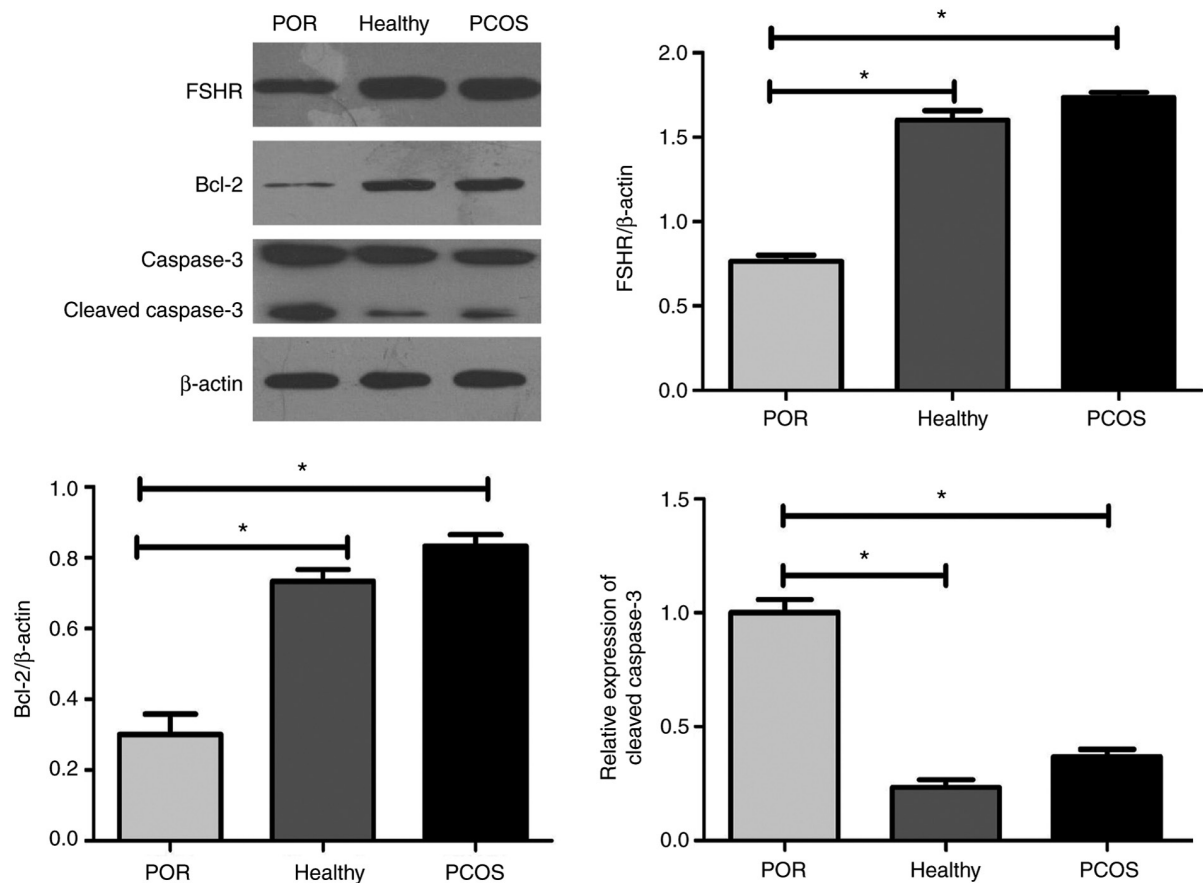 POR Healthy PCOS
FSHR
Bcl-2
Caspase-3
Cleaved caspase-3
β-actin
*
*
2.0
1.5
1.0
0.5
0.0
FSHR/β-actin
POR Healthy PCOS
*
*
1.0
0.8
0.6
0.4
0.2
0.0
Bcl-2/β-actin
POR Healthy PCOS
*
*
1.5
1.0
0.5
0.0
Relative expression of
cleaved caspase-3
POR Healthy PCOS